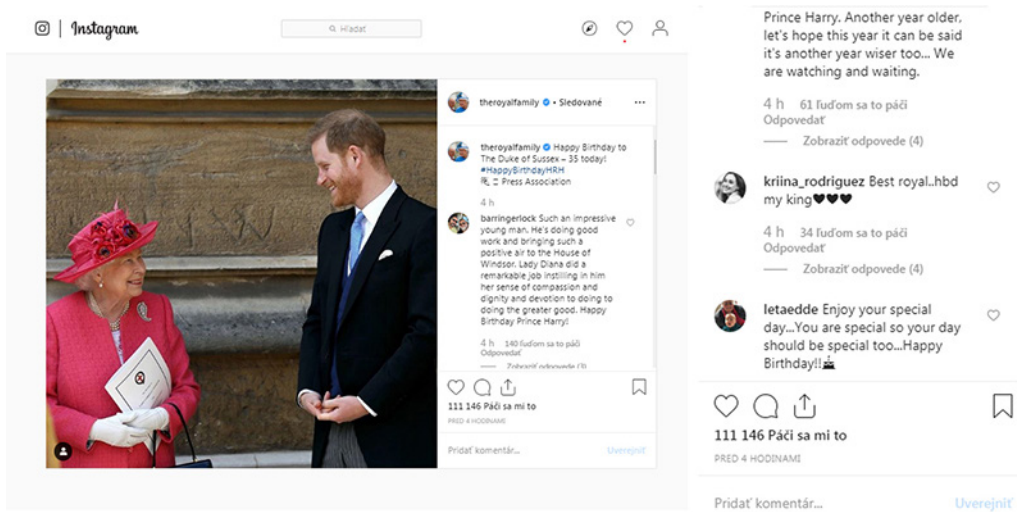 Instagram
Hľadať
theroyalfamily • Sledované
theroyalfamily Happy Birthday to
The Duke of Sussex – 35 today!
#HappyBirthdayHRH
Press Association
4 h
barringerlock Such an impressive
young man. He's doing good
work and bringing such a
positive air to the House of
Windsor. Lady Diana did a
remarkable job instilling in him
her sense of compassion and
dignity and devotion to doing to
doing the greater good. Happy
Birthday Prince Harry!
4 h 140 ľuďom sa to páči
Odpovedať
Zobraziť odpovede (3)
111 146 Páči sa mi to
PRED 4 HODINAMI
Pridať komentár...
Uverejniť
Prince Harry. Another year older,
let's hope this year it can be said
it's another year wiser too... We
are watching and waiting.
4 h 61 ľuďom sa to páči
Odpovedať
Zobraziť odpovede (4)
kriina_rodriguez Best royal..hbd
my king♥♥♥
4 h 34 ľuďom sa to páči
Odpovedať
Zobraziť odpovede (4)
letaedde Enjoy your special
day...You are special so your day
should be special too...Happy
Birthday!!
111 146 Páči sa mi to
PRED 4 HODINAMI
Pridať komentár...
Uverejniť